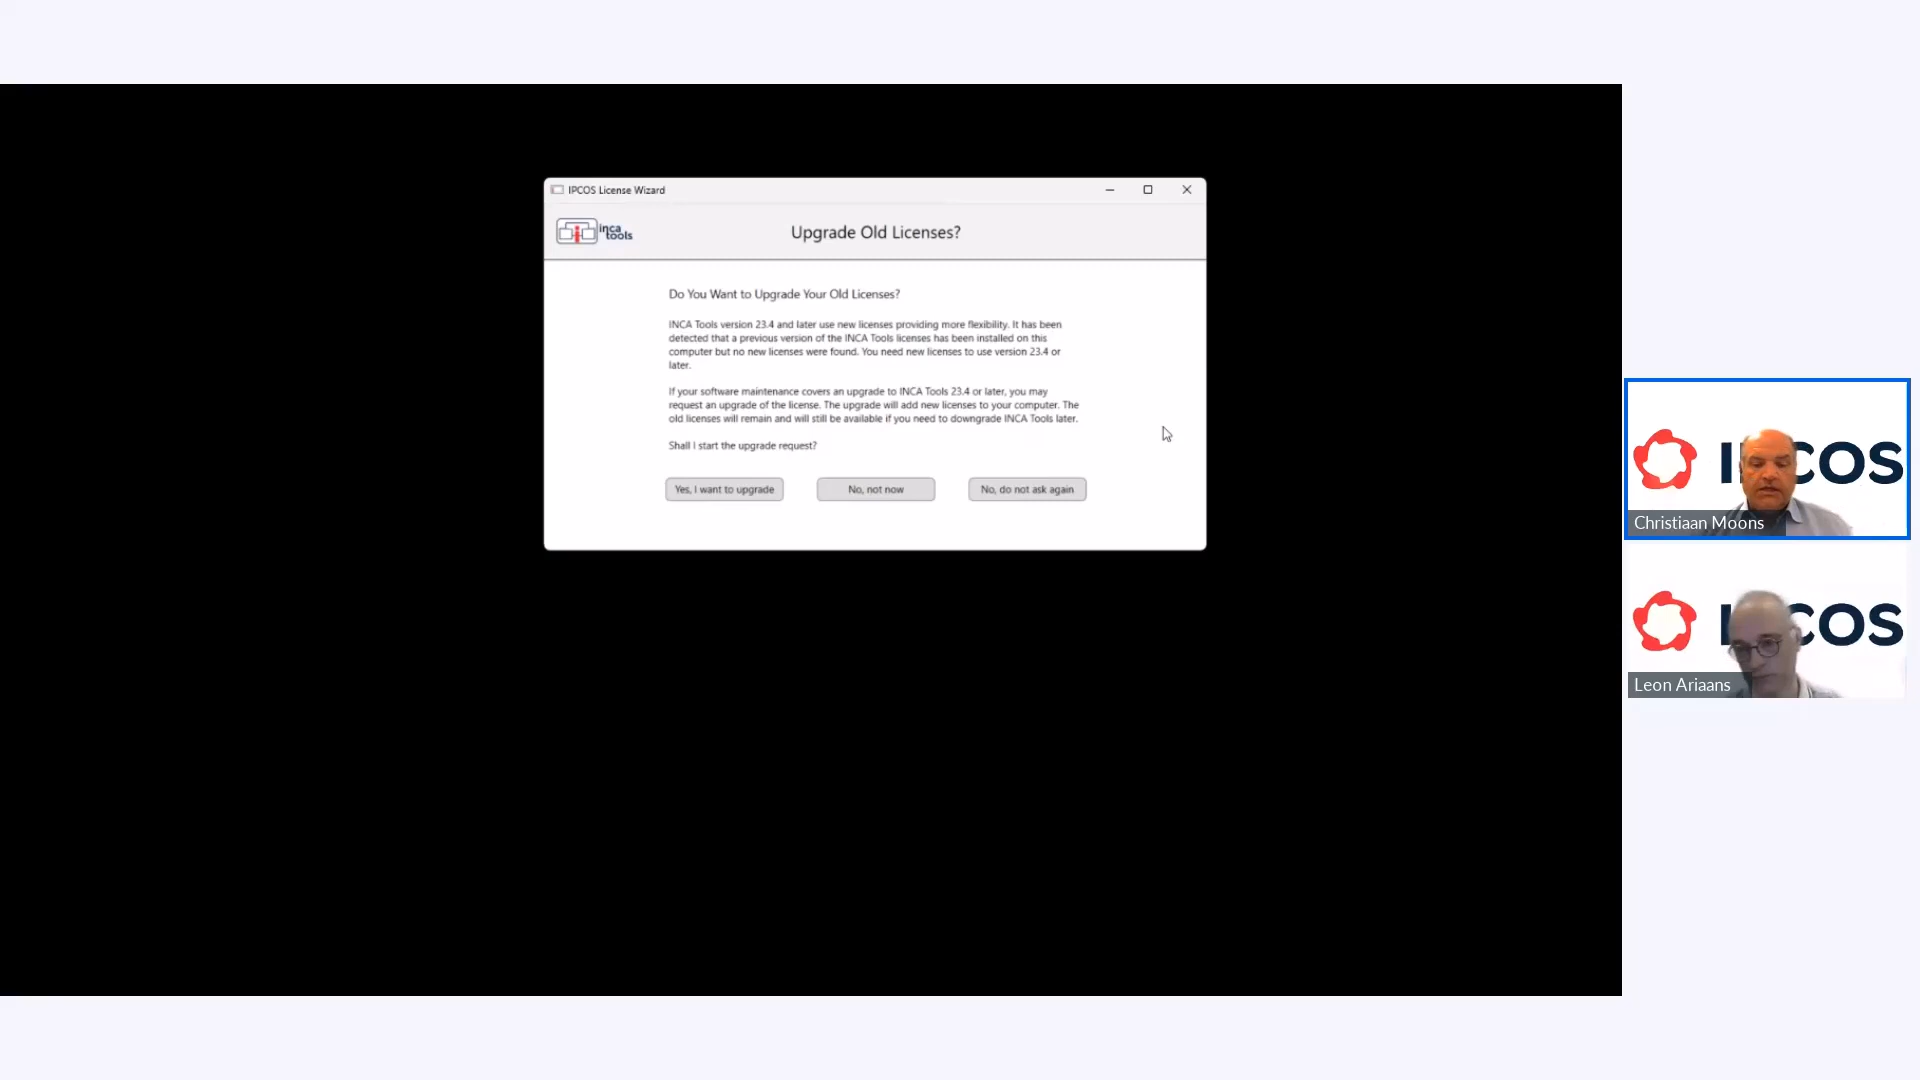 IPCOS License Wizard
inca
tools
Upgrade Old Licenses?
Do You Want to Upgrade Your Old Licenses?
INCA Tools version 23.4 and later use new licenses providing more flexibility. It has been
detected that a previous version of the INCA Tools licenses has been installed on this
computer but no new licenses were found. You need new licenses to use version 23.4 or
later.
If your software maintenance covers an upgrade to INCA Tools 23.4 or later, you may
request an upgrade of the license. The upgrade will add new licenses to your computer. The
old licenses will remain and will still be available if you need to downgrade INCA Tools later.
Shall I start the upgrade request?
Yes, I want to upgrade
No, not now
No, do not ask again
IPCOS
Christiaan Moons
IPCOS
Leon Ariaans